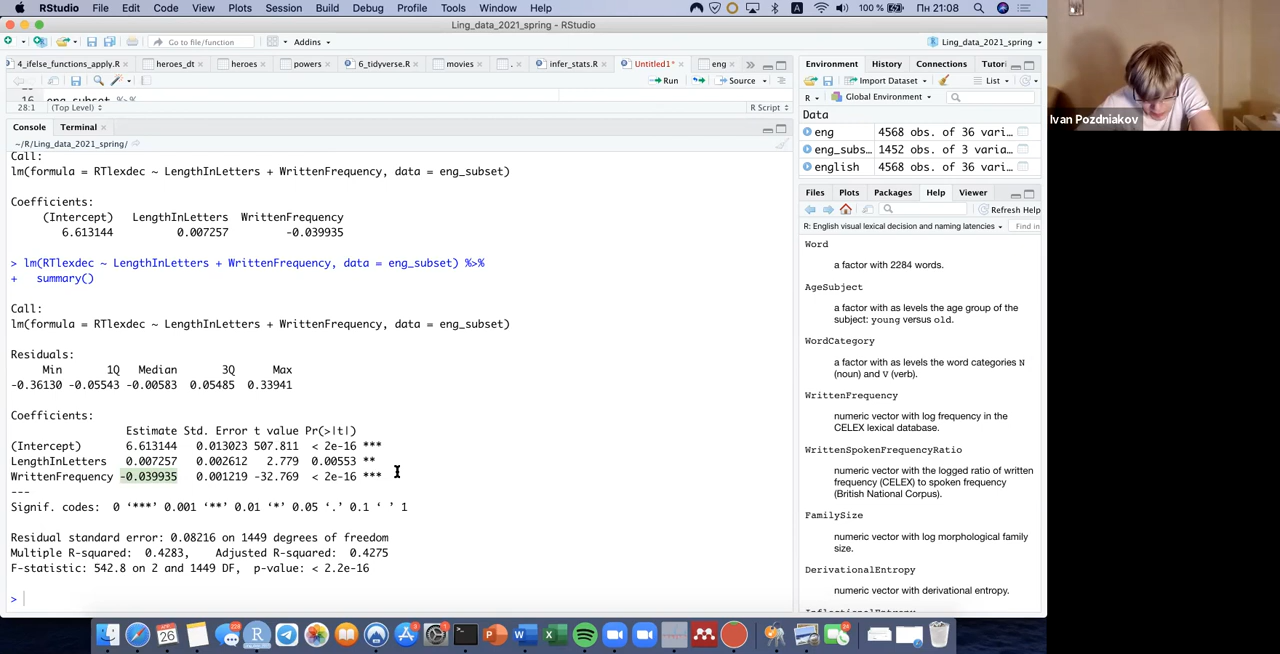 RStudio File Edit Code View Plots Session Build Debug Profile Tools Window Help A 100 % Пн 21:08
Ling_data_2021_spring - RStudio
Go to file/function Addins Ling_data_2021_spring
4_ifelse_functions_apply.R heroes_dt heroes powers 6_tidyverse.R movies . infer_stats.R Untitled1* eng
Run Source
16 eng_subset %>%
28:1 (Top Level) R Script
Console Terminal
~/R/Ling_data_2021_spring/
Call:
lm(formula = RTlexdec ~ LengthInLetters + WrittenFrequency, data = eng_subset)
Coefficients:
(Intercept) LengthInLetters WrittenFrequency
6.613144 0.007257 -0.039935
> lm(RTlexdec ~ LengthInLetters + WrittenFrequency, data = eng_subset) %>%
+ summary()
Call:
lm(formula = RTlexdec ~ LengthInLetters + WrittenFrequency, data = eng_subset)
Residuals:
Min 1Q Median 3Q Max
-0.36130 -0.05543 -0.00583 0.05485 0.33941
Coefficients:
Estimate Std. Error t value Pr(>|t|)
(Intercept) 6.613144 0.013023 507.811 < 2e-16 ***
LengthInLetters 0.007257 0.002612 2.779 0.00553 **
WrittenFrequency -0.039935 0.001219 -32.769 < 2e-16 ***
---
Signif. codes: 0 ‘***’ 0.001 ‘**’ 0.01 ‘*’ 0.05 ‘.’ 0.1 ‘ ’ 1
Residual standard error: 0.08216 on 1449 degrees of freedom
Multiple R-squared: 0.4283, Adjusted R-squared: 0.4275
F-statistic: 542.8 on 2 and 1449 DF, p-value: < 2.2e-16
>
Environment History Connections Tutori
Import Dataset List
R Global Environment
Data
eng 4568 obs. of 36 vari…
eng_subs… 1452 obs. of 3 varia…
english 4568 obs. of 36 vari…
Files Plots Packages Help Viewer
Refresh Help
R: English visual lexical decision and naming latencies Find in
Word
a factor with 2284 words.
AgeSubject
a factor with as levels the age group of the
subject: young versus old.
WordCategory
a factor with as levels the word categories N
(noun) and V (verb).
WrittenFrequency
numeric vector with log frequency in the
CELEX lexical database.
WrittenSpokenFrequencyRatio
numeric vector with the logged ratio of written
frequency (CELEX) to spoken frequency
(British National Corpus).
FamilySize
numeric vector with log morphological family
size.
DerivationalEntropy
numeric vector with derivational entropy.
InflectionalEntropy
Ivan Pozdniakov